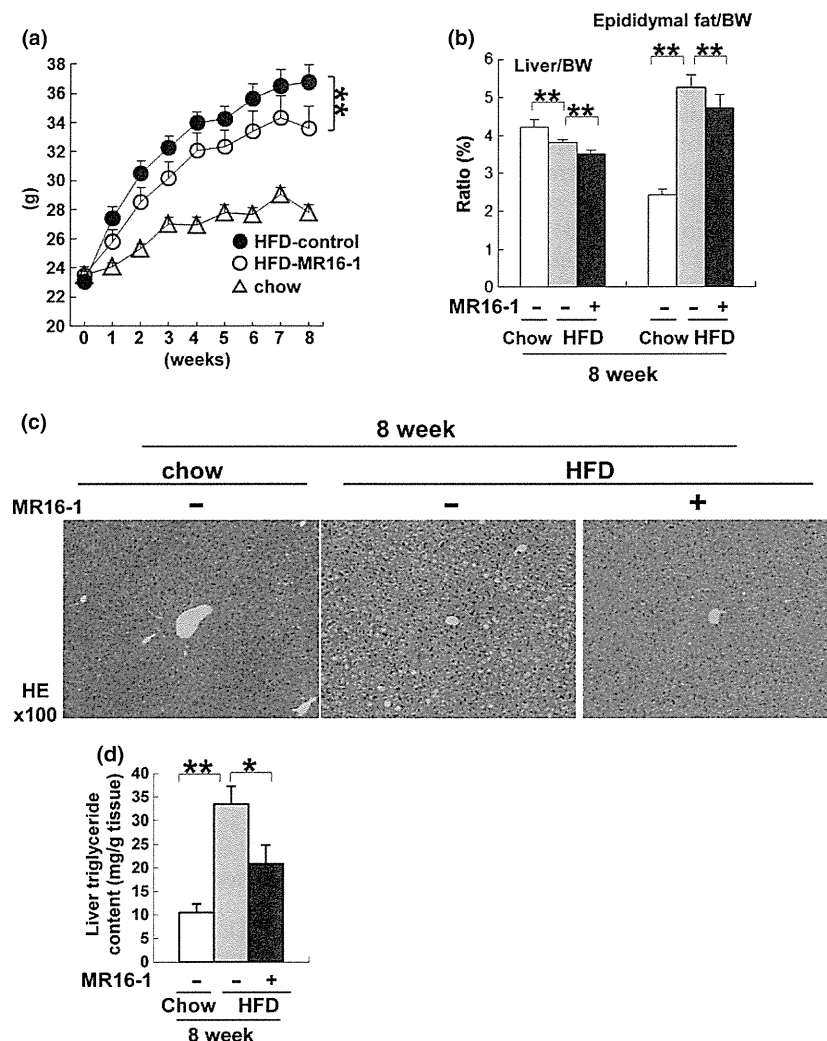 (a)
38
36
34
32
30
28
26
24
22
20
(g)
**
HFD-control
HFD-MR16-1
chow
0 1 2 3 4 5 6 7 8
(weeks)
(b)
Epididymal fat/BW
Liver/BW
** **
** **
6
5
4
3
2
1
0
Ratio (%)
MR16-1 – – + – – +
Chow HFD Chow HFD
8 week
(c)
8 week
chow HFD
MR16-1 – – +
HE
x100
(d)
** *
40
35
30
25
20
15
10
5
0
Liver triglyceride
content (mg/g tissue)
MR16-1 – – +
Chow HFD
8 week